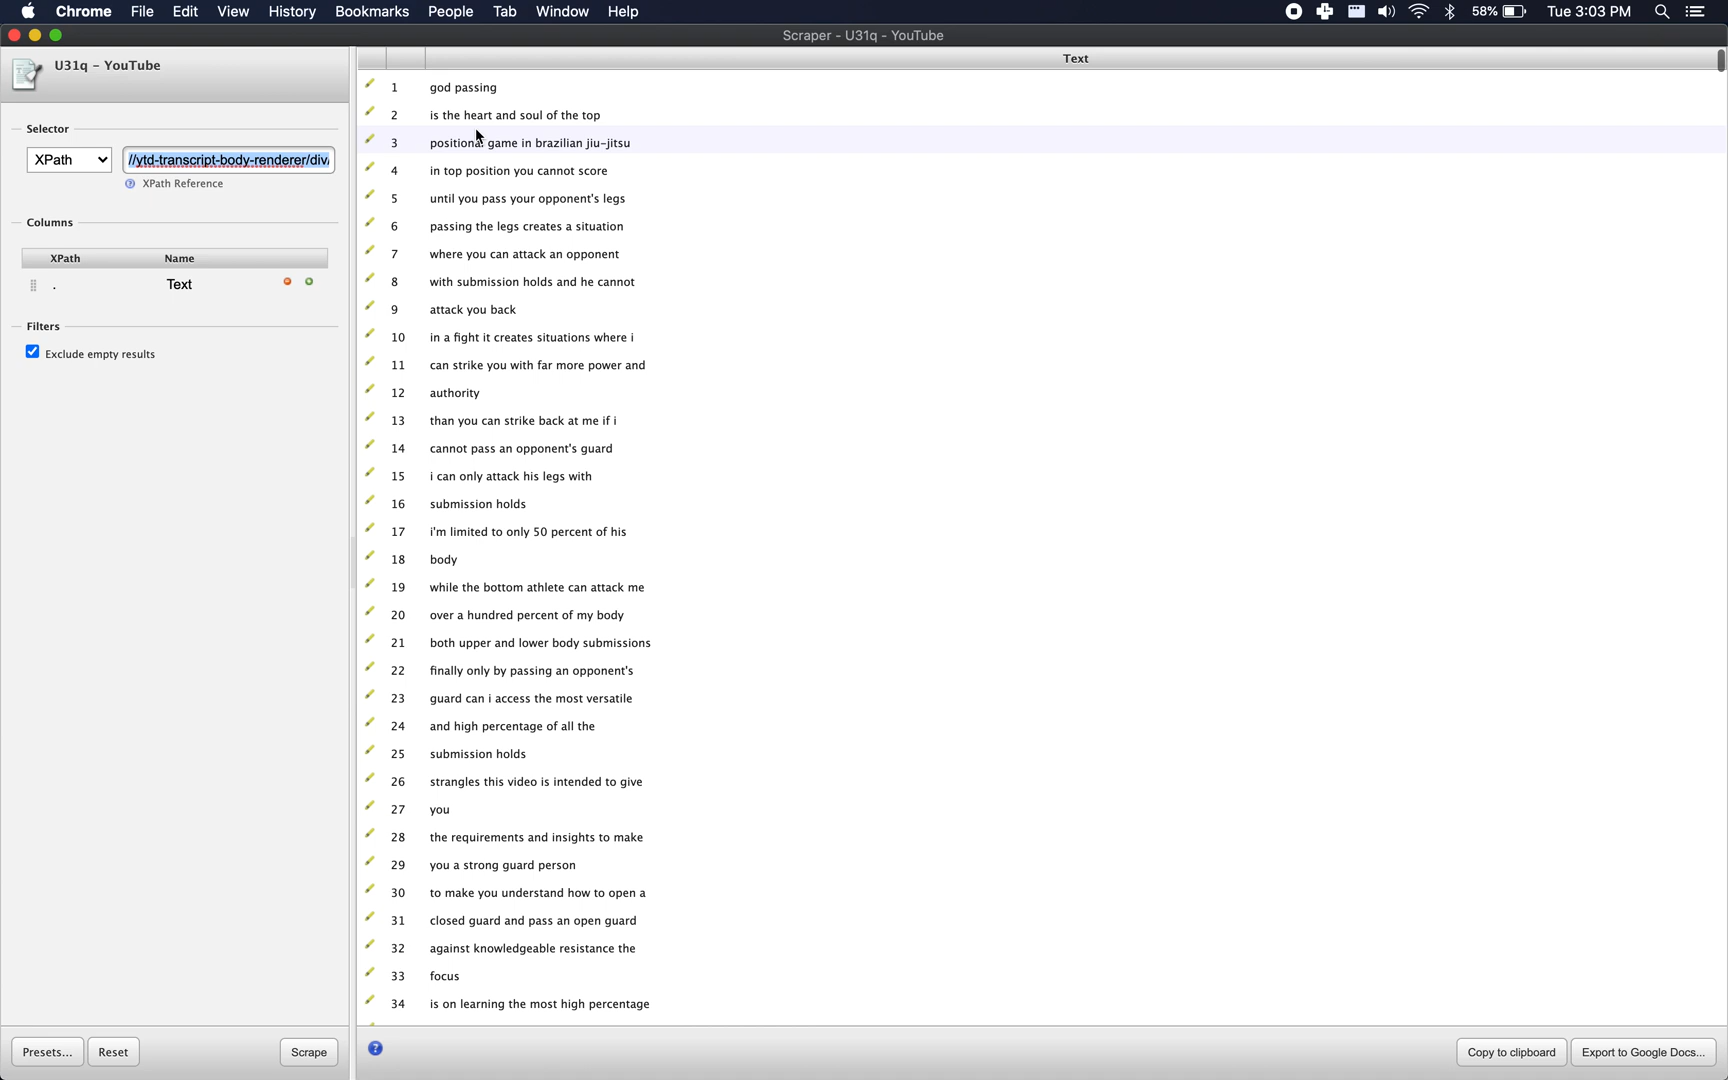 Chrome File Edit View History Bookmarks People Tab Window Help 58% Tue 3:03 PM
Scraper - U31q - YouTube
U31q - YouTube
Selector
XPath //ytd-transcript-body-renderer/div/
? XPath Reference
Columns
XPath Name
. Text
Filters
Exclude empty results
Presets... Reset Scrape
Text
1 god passing
2 is the heart and soul of the top
3 positional game in brazilian jiu-jitsu
4 in top position you cannot score
5 until you pass your opponent's legs
6 passing the legs creates a situation
7 where you can attack an opponent
8 with submission holds and he cannot
9 attack you back
10 in a fight it creates situations where i
11 can strike you with far more power and
12 authority
13 than you can strike back at me if i
14 cannot pass an opponent's guard
15 i can only attack his legs with
16 submission holds
17 i'm limited to only 50 percent of his
18 body
19 while the bottom athlete can attack me
20 over a hundred percent of my body
21 both upper and lower body submissions
22 finally only by passing an opponent's
23 guard can i access the most versatile
24 and high percentage of all the
25 submission holds
26 strangles this video is intended to give
27 you
28 the requirements and insights to make
29 you a strong guard person
30 to make you understand how to open a
31 closed guard and pass an open guard
32 against knowledgeable resistance the
33 focus
34 is on learning the most high percentage
? Copy to clipboard Export to Google Docs...